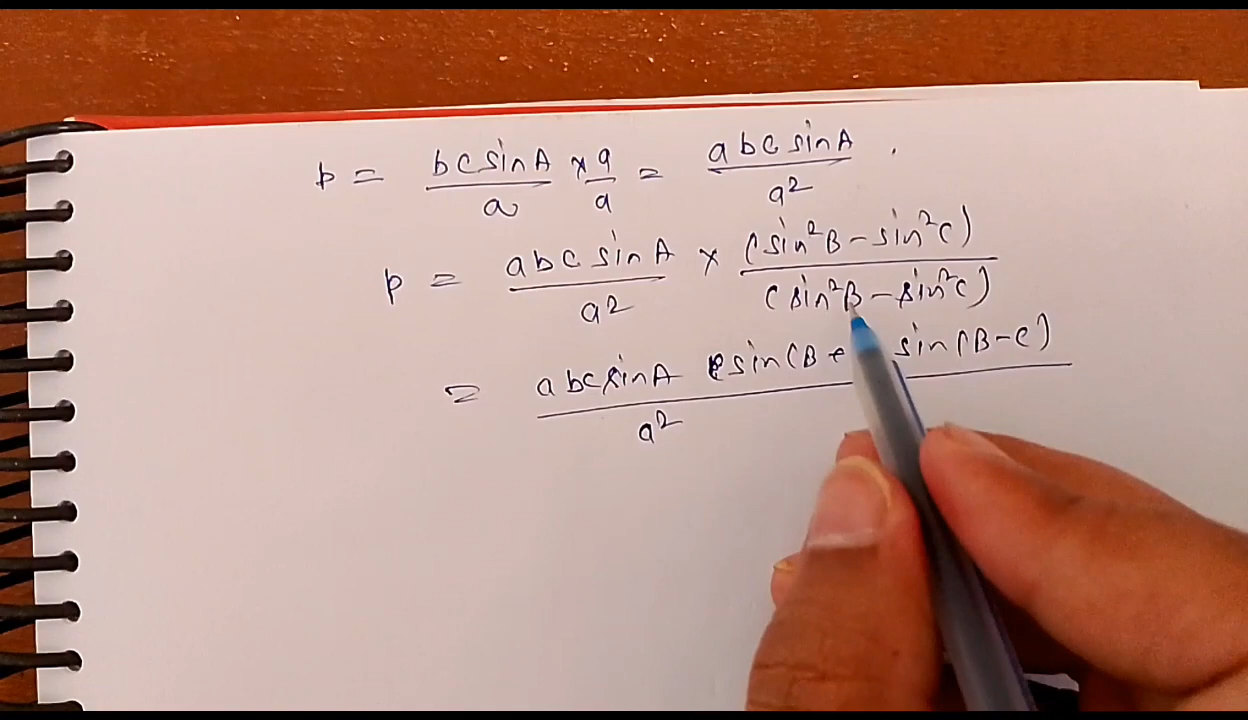 p = bc sin A / a × a / a = abc sin A / a² .
p = abc sin A / a² × (sin²B – sin²C) / (sin²B – sin²C)
= abc sin A sin(B + sin(B – C) / a²